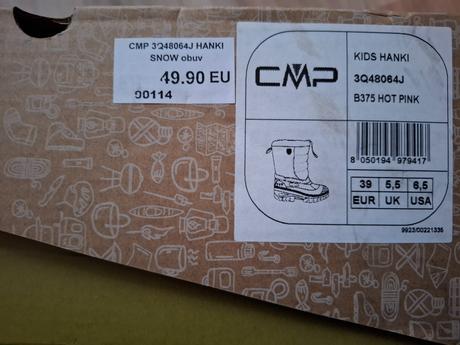 CMP 3Q48064J HANKI
SNOW obuv
49.90 EU
00114
CMP
KIDS HANKI
3Q48064J
B375 HOT PINK
8 050194 979417
39 5,5 6,5
EUR UK USA
9923/00221335